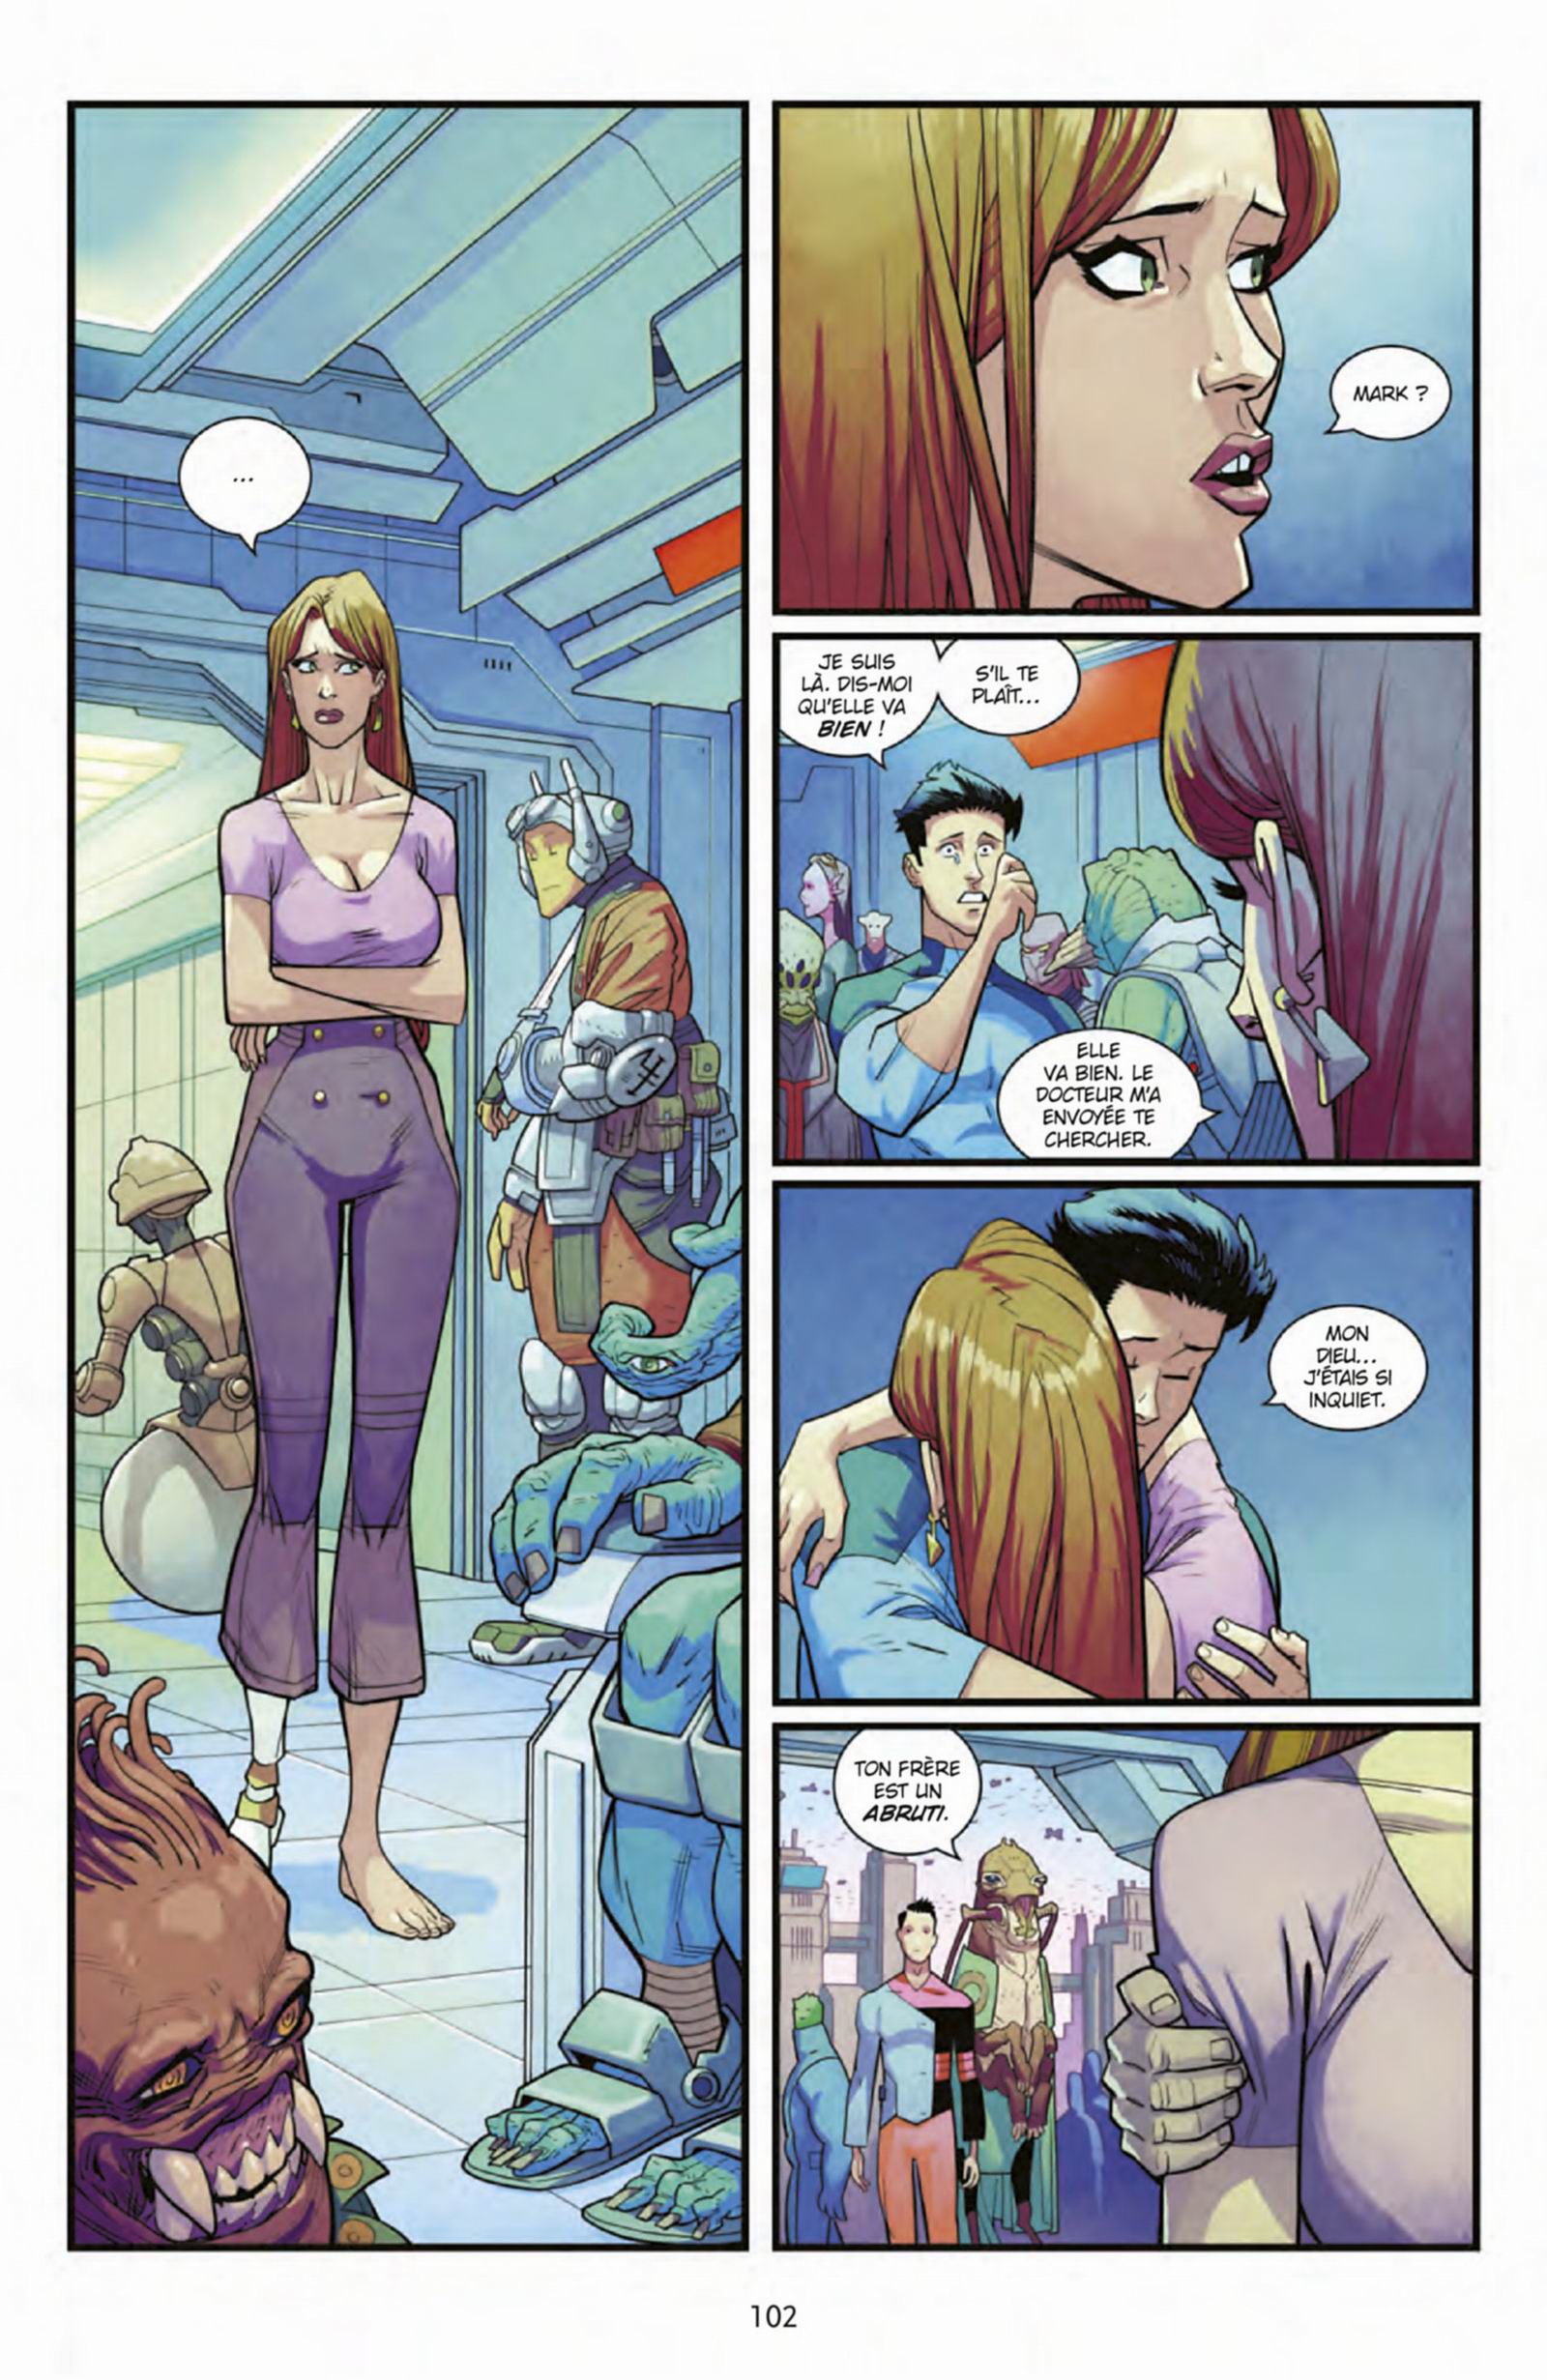 ...
MARK ?
JE SUIS
LÀ. DIS-MOI
QU'ELLE VA
BIEN !
S'IL TE
PLAÎT...
ELLE
VA BIEN. LE
DOCTEUR M'A
ENVOYÉE TE
CHERCHER.
MON
DIEU...
J'ÉTAIS SI
INQUIET.
TON FRÈRE
EST UN
ABRUTI.
102